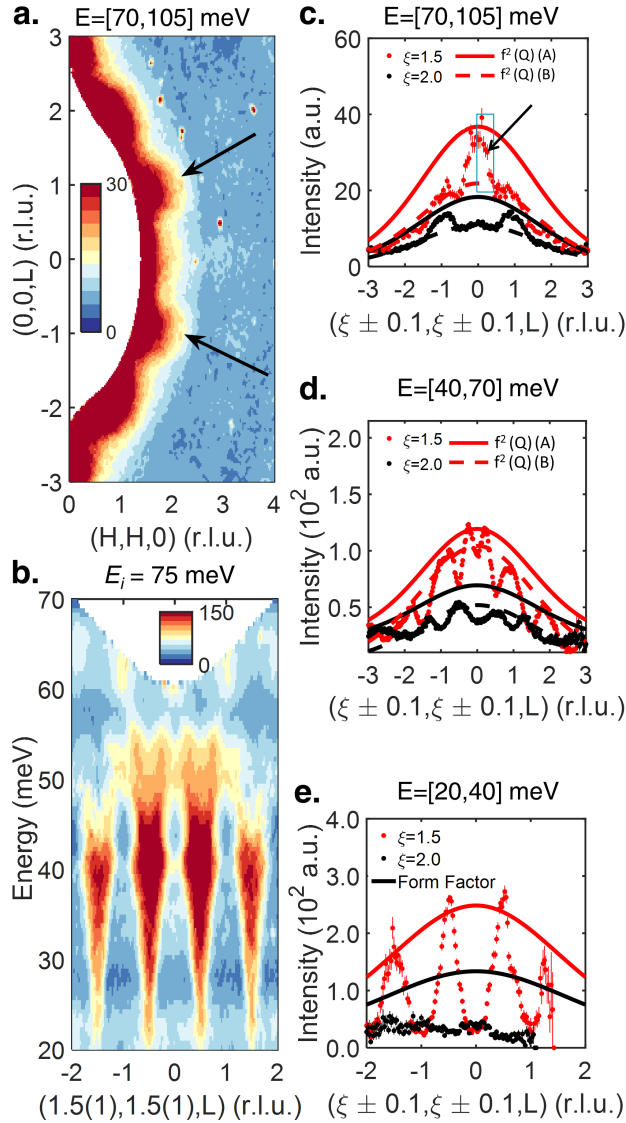 a.
E=[70,105] meV
3
2
1
0
-1
-2
-3
30
0
(0,0,L) (r.l.u.)
0
1
2
3
4
(H,H,0) (r.l.u.)
b.
E_i = 75 meV
70
60
50
40
30
20
150
0
Energy (meV)
-2
-1
0
1
2
(1.5(1),1.5(1),L) (r.l.u.)
c.
E=[70,105] meV
60
40
20
0
ξ=1.5
f² (Q) (A)
ξ=2.0
f² (Q) (B)
Intensity (a.u.)
-3
-2
-1
0
1
2
3
(ξ ± 0.1,ξ ± 0.1,L) (r.l.u.)
d.
E=[40,70] meV
2.0
1.5
1.0
0.5
ξ=1.5
f² (Q) (A)
ξ=2.0
f² (Q) (B)
Intensity (10² a.u.)
-3
-2
-1
0
1
2
3
(ξ ± 0.1,ξ ± 0.1,L) (r.l.u.)
e.
E=[20,40] meV
4.0
3.0
2.0
1.0
0.0
ξ=1.5
ξ=2.0
Form Factor
Intensity (10² a.u.)
-2
-1
0
1
2
(ξ ± 0.1,ξ ± 0.1,L) (r.l.u.)